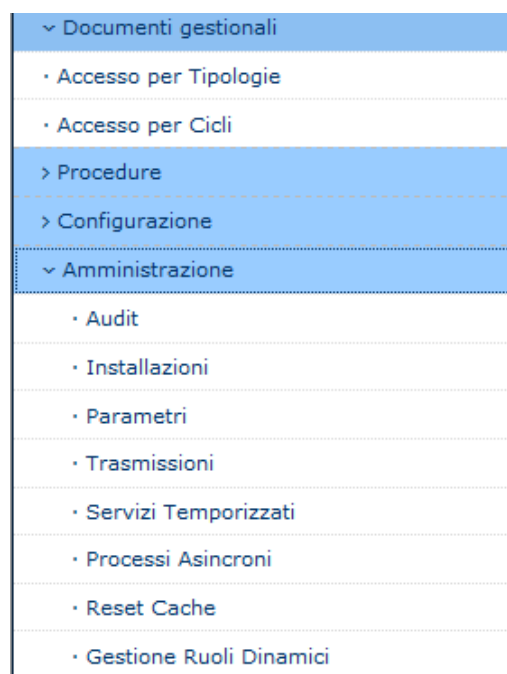 Documenti gestionali
Accesso per Tipologie
Accesso per Cicli
Procedure
Configurazione
Amministrazione
Audit
Installazioni
Parametri
Trasmissioni
Servizi Temporizzati
Processi Asincroni
Reset Cache
Gestione Ruoli Dinamici